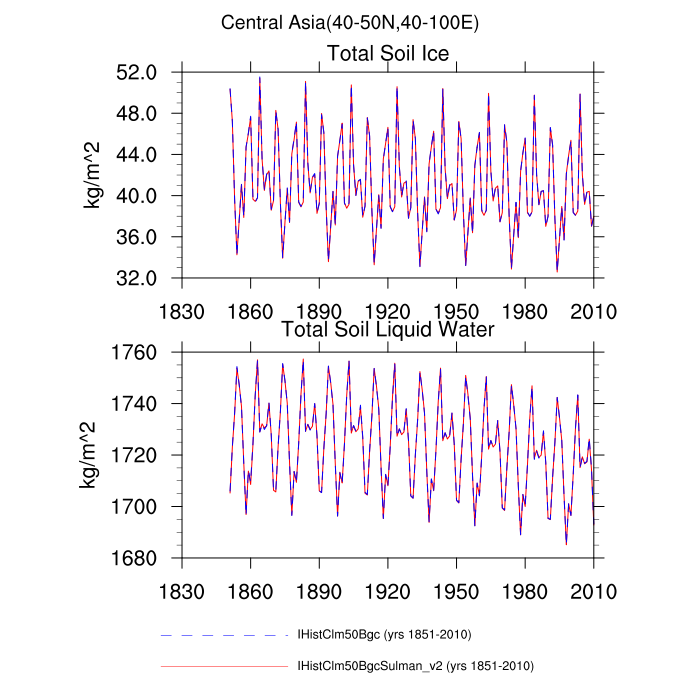 Central Asia(40-50N,40-100E)
Total Soil Ice
52.0
48.0
44.0
40.0
36.0
32.0
kg/m^2
1830 1860 1890 1920 1950 1980 2010
Total Soil Liquid Water
1760
1740
1720
1700
1680
kg/m^2
1830 1860 1890 1920 1950 1980 2010
IHistClm50Bgc (yrs 1851-2010)
IHistClm50BgcSulman_v2 (yrs 1851-2010)